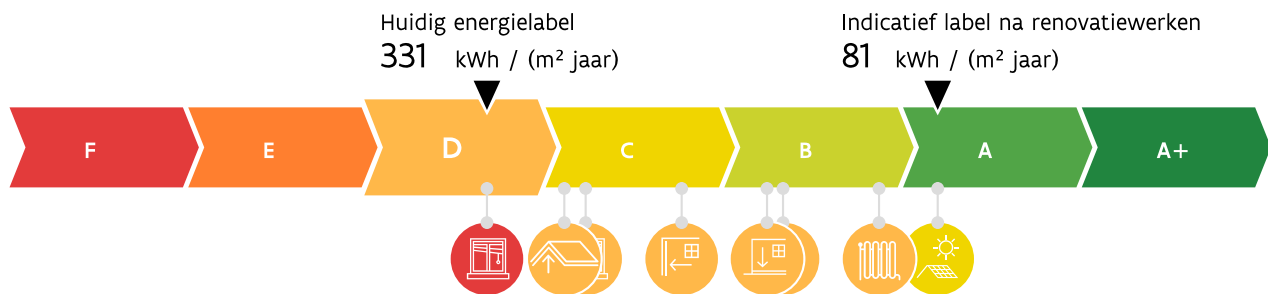 Huidig energielabel
331 kWh / (m² jaar)
Indicatief label na renovatiewerken
81 kWh / (m² jaar)
F E D C B A A+